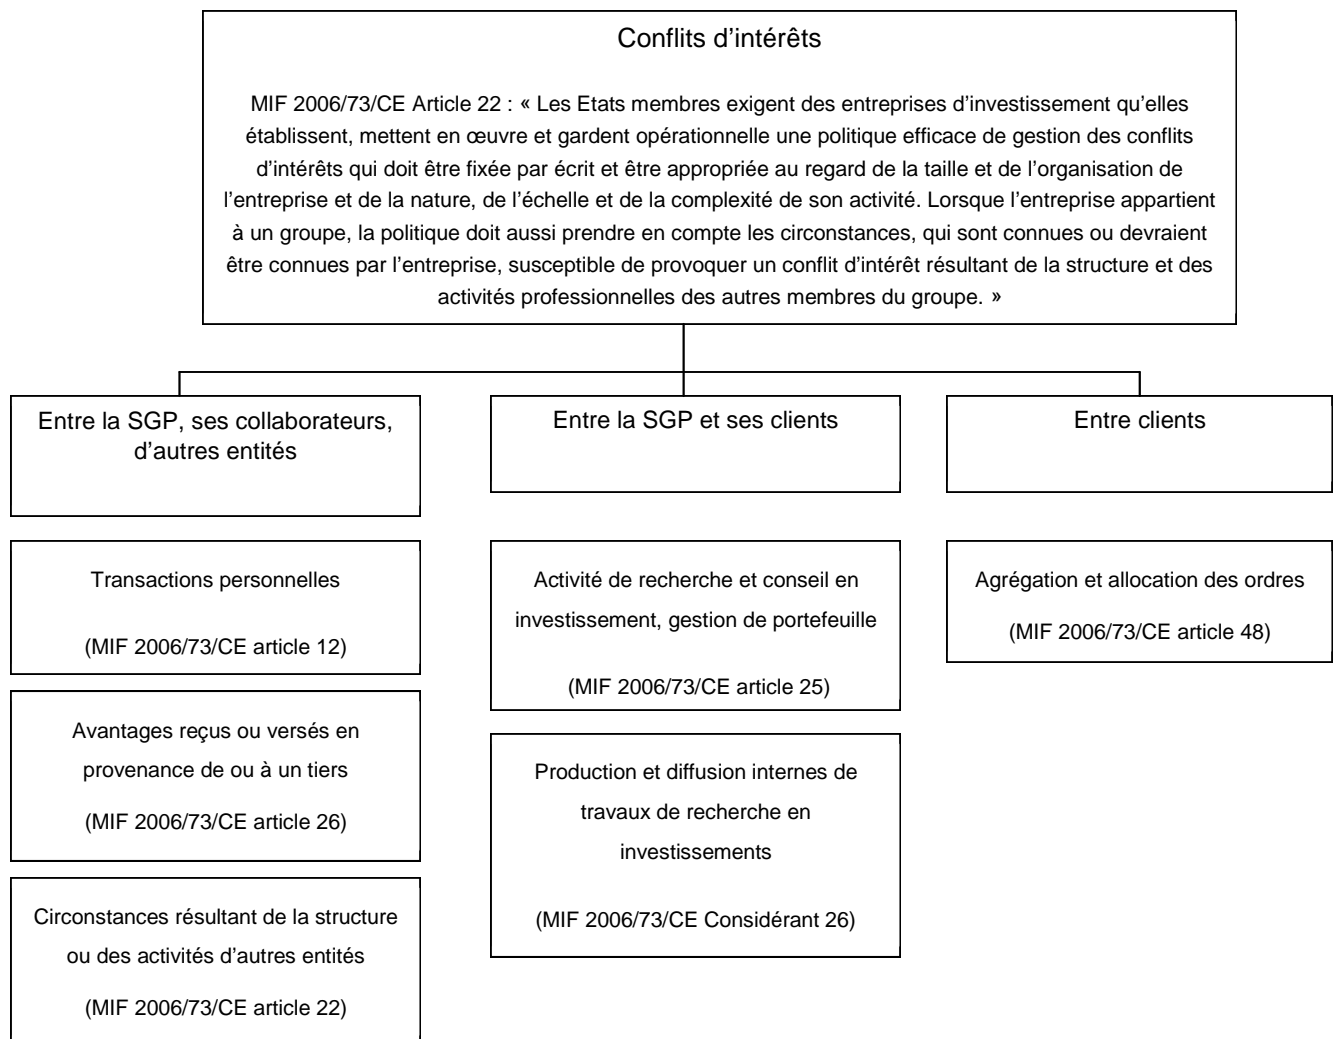 Conflits d'intérêts
MIF 2006/73/CE Article 22 : « Les Etats membres exigent des entreprises d'investissement qu'elles
établissent, mettent en œuvre et gardent opérationnelle une politique efficace de gestion des conflits
d'intérêts qui doit être fixée par écrit et être appropriée au regard de la taille et de l'organisation de
l'entreprise et de la nature, de l'échelle et de la complexité de son activité. Lorsque l'entreprise appartient
à un groupe, la politique doit aussi prendre en compte les circonstances, qui sont connues ou devraient
être connues par l'entreprise, susceptible de provoquer un conflit d'intérêt résultant de la structure et des
activités professionnelles des autres membres du groupe. »
Entre la SGP, ses collaborateurs,
d'autres entités
Transactions personnelles
(MIF 2006/73/CE article 12)
Avantages reçus ou versés en
provenance de ou à un tiers
(MIF 2006/73/CE article 26)
Circonstances résultant de la structure
ou des activités d'autres entités
(MIF 2006/73/CE article 22)
Entre la SGP et ses clients
Activité de recherche et conseil en
investissement, gestion de portefeuille
(MIF 2006/73/CE article 25)
Production et diffusion internes de
travaux de recherche en
investissements
(MIF 2006/73/CE Considérant 26)
Entre clients
Agrégation et allocation des ordres
(MIF 2006/73/CE article 48)